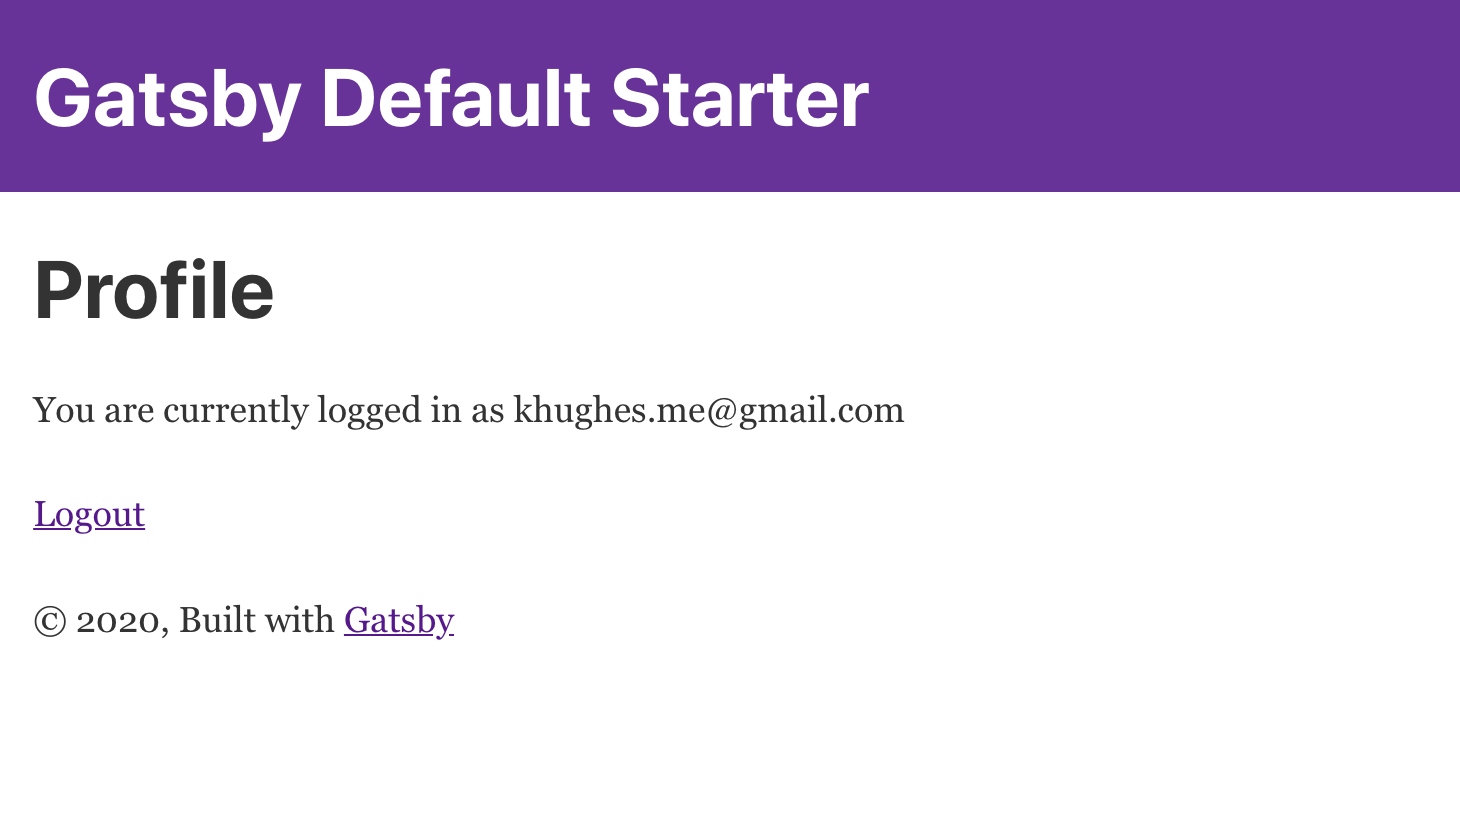 Gatsby Default Starter
Profile
You are currently logged in as khughes.me@gmail.com
Logout
© 2020, Built with Gatsby